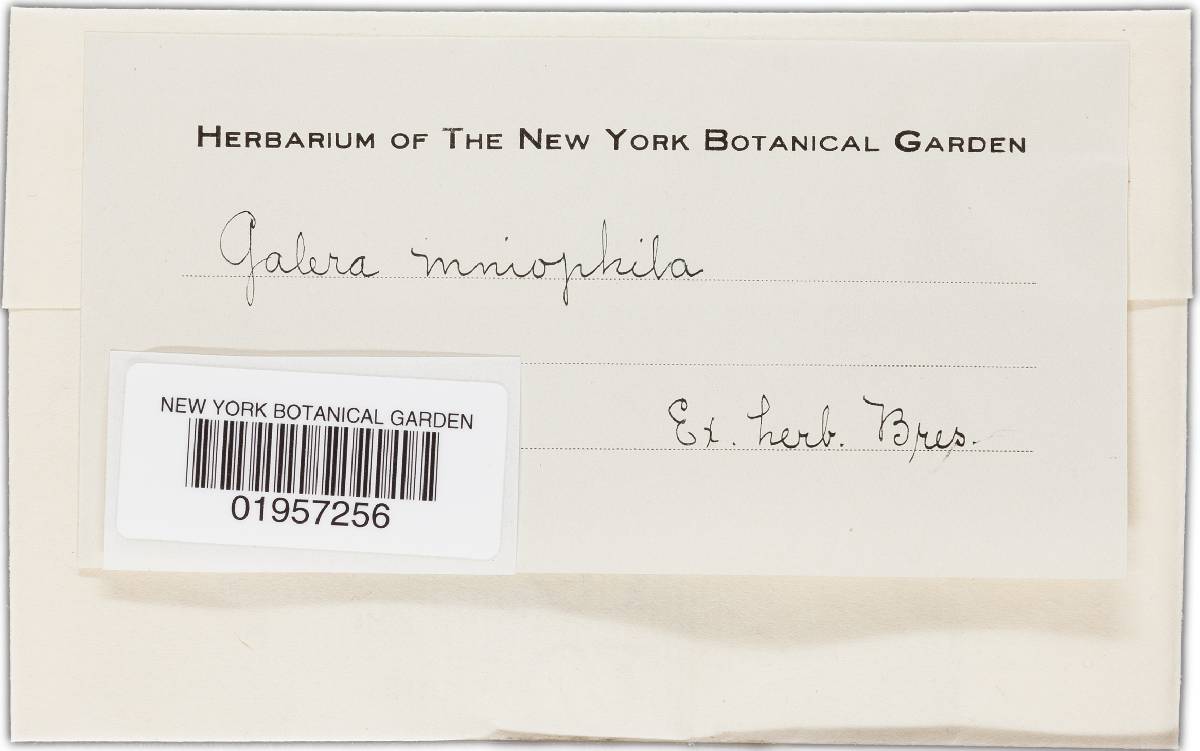 HERBARIUM OF THE NEW YORK BOTANICAL GARDEN
Galera mniophila
Ex. herb. Bres.
NEW YORK BOTANICAL GARDEN
01957256